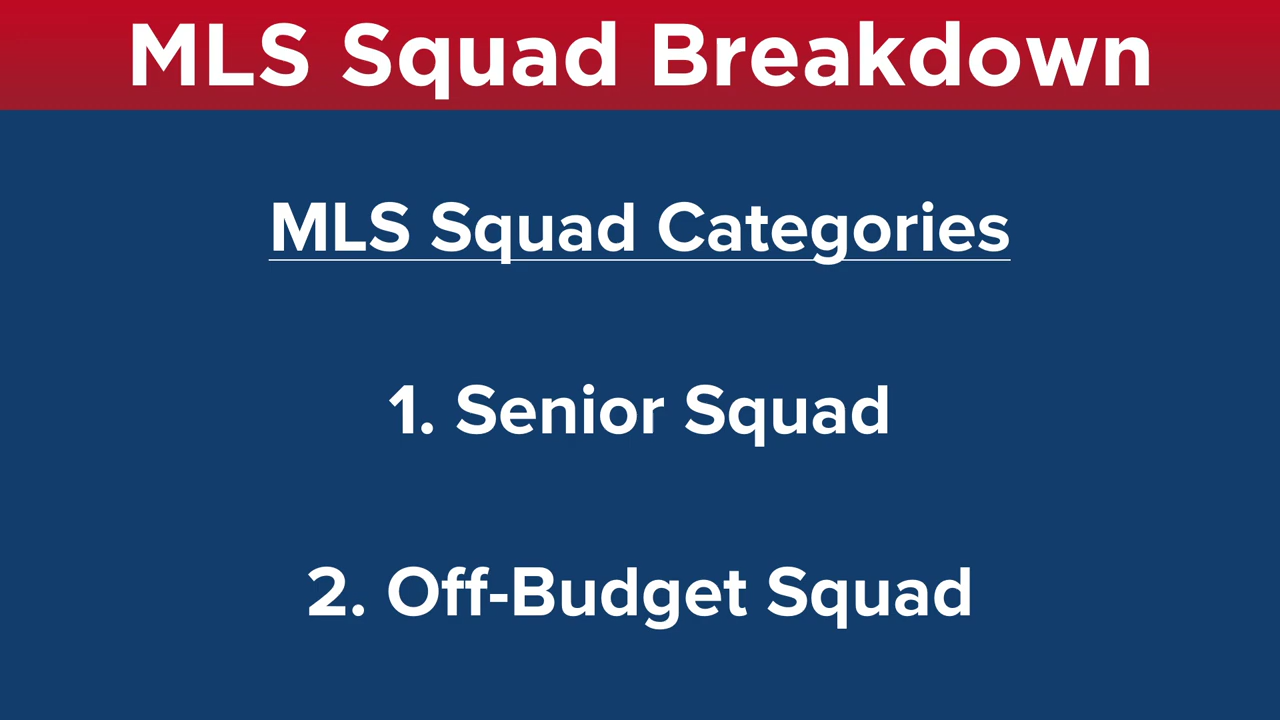 MLS Squad Breakdown
MLS Squad Categories
1. Senior Squad
2. Off-Budget Squad